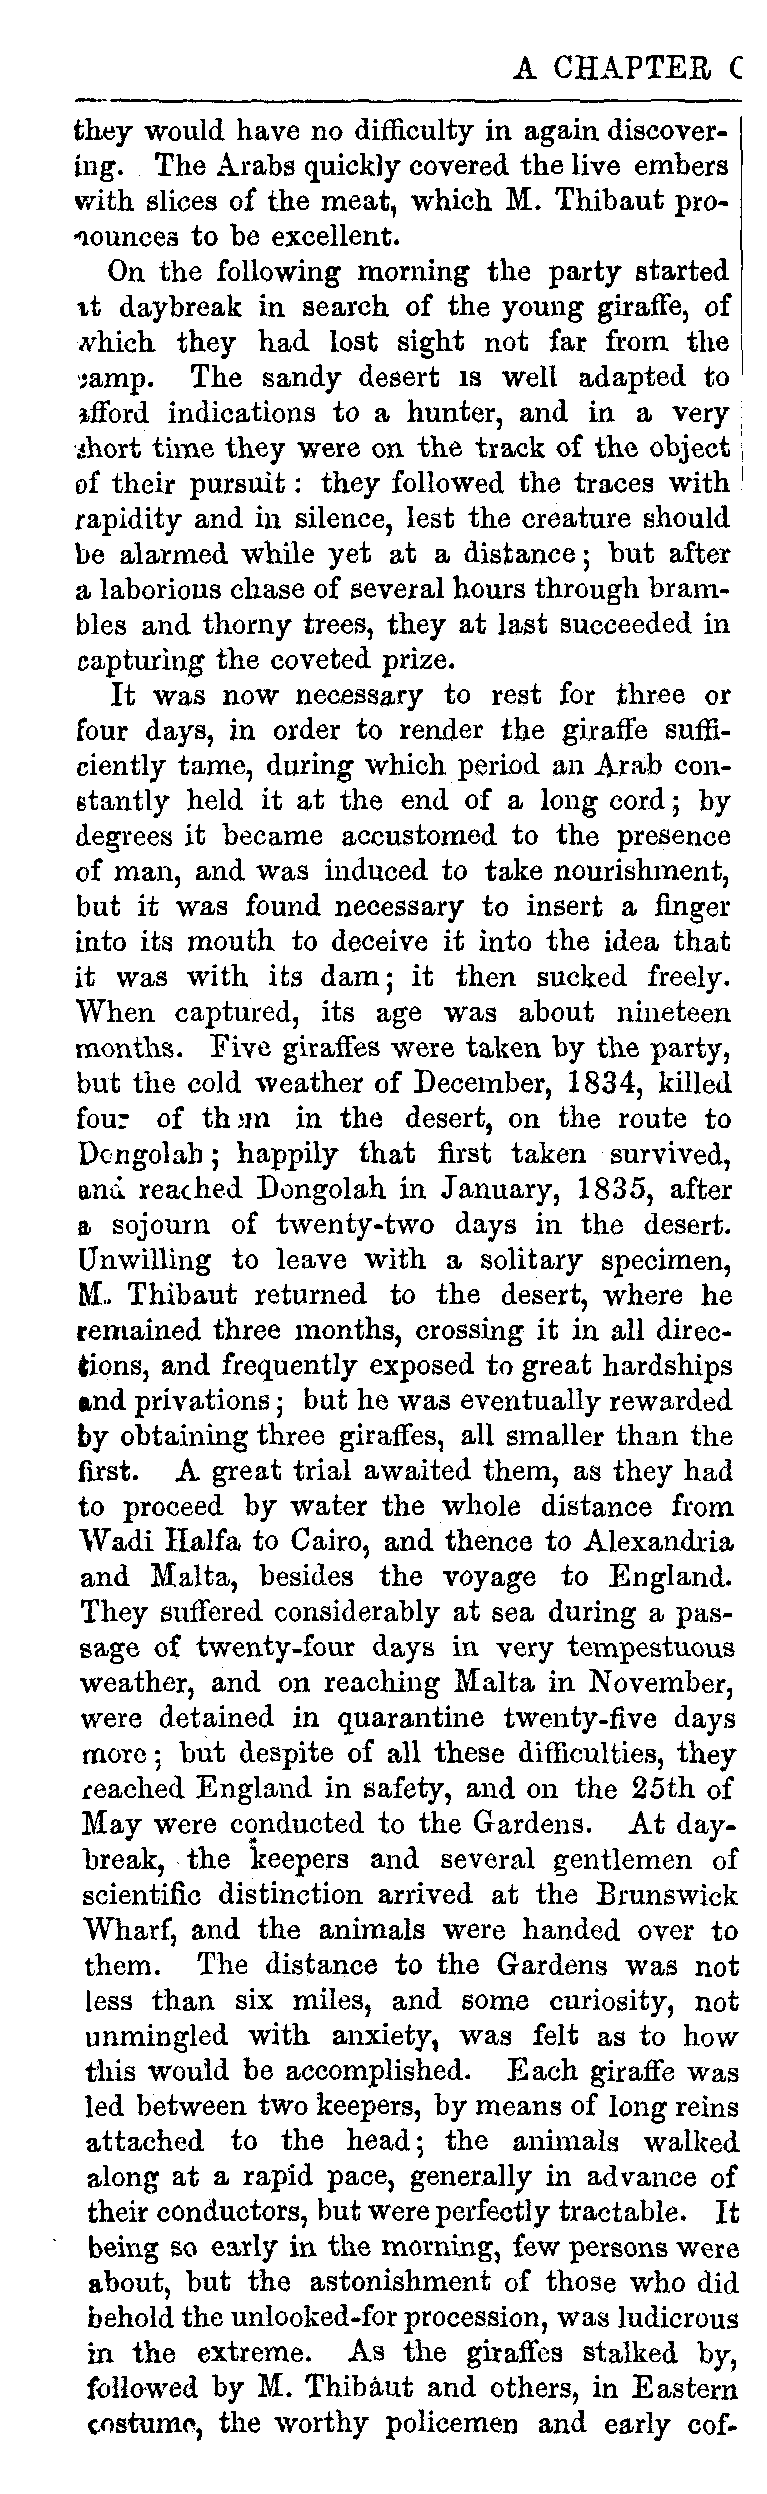 A CHAPTER
they would have no difficulty in again discover-
ing. The Arabs quickly covered the live embers
with slices of the meat, which M. Thibaut pro-
nounces to be excellent.
On the following morning the party started
at daybreak in search of the young giraffe, of
which they had lost sight not far from the
camp. The sandy desert is well adapted to
afford indications to a hunter, and in a very
short time they were on the track of the object
of their pursuit: they followed the traces with
rapidity and in silence, lest the creature should
be alarmed while yet at a distance; but after
a laborious chase of several hours through bram-
bles and thorny trees, they at last succeeded in
capturing the coveted prize.
It was now necessary to rest for three or
four days, in order to render the giraffe suffi-
ciently tame, during which period an Arab con-
stantly held it at the end of a long cord; by
degrees it became accustomed to the presence
of man, and was induced to take nourishment,
but it was found necessary to insert a finger
into its mouth to deceive it into the idea that
it was with its dam; it then sucked freely.
When captured, its age was about nineteen
months. Five giraffes were taken by the party,
but the cold weather of December, 1834, killed
four of them in the desert, on the route to
Dongolah; happily that first taken survived,
and reached Dongolah in January, 1835, after
a sojourn of twenty-two days in the desert.
Unwilling to leave with a solitary specimen,
M. Thibaut returned to the desert, where he
remained three months, crossing it in all direc-
tions, and frequently exposed to great hardships
and privations; but he was eventually rewarded
by obtaining three giraffes, all smaller than the
first. A great trial awaited them, as they had
to proceed by water the whole distance from
Wadi Halfa to Cairo, and thence to Alexandria
and Malta, besides the voyage to England.
They suffered considerably at sea during a pas-
sage of twenty-four days in very tempestuous
weather, and on reaching Malta in November,
were detained in quarantine twenty-five days
more; but despite of all these difficulties, they
reached England in safety, and on the 25th of
May were conducted to the Gardens. At day-
break, the keepers and several gentlemen of
scientific distinction arrived at the Brunswick
Wharf, and the animals were handed over to
them. The distance to the Gardens was not
less than six miles, and some curiosity, not
unmingled with anxiety, was felt as to how
this would be accomplished. Each giraffe was
led between two keepers, by means of long reins
attached to the head; the animals walked
along at a rapid pace, generally in advance of
their conductors, but were perfectly tractable. It
being so early in the morning, few persons were
about, but the astonishment of those who did
behold the unlooked-for procession, was ludicrous
in the extreme. As the giraffes stalked by,
followed by M. Thibaut and others, in Eastern
costume, the worthy policemen and early cof-